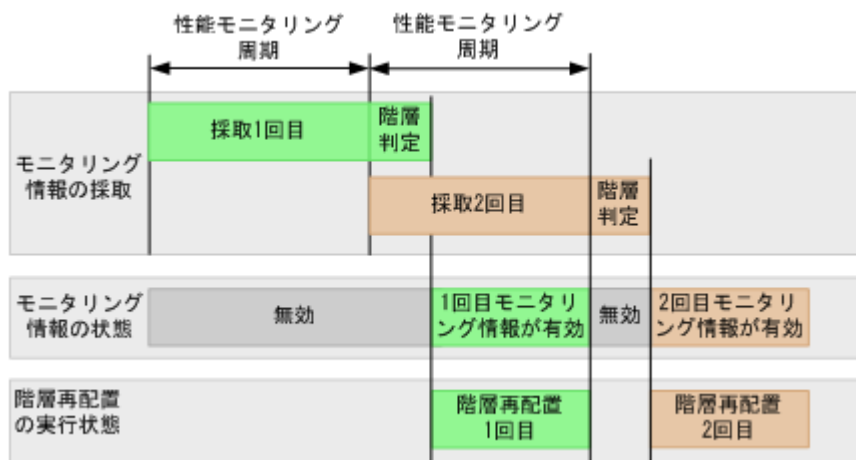 性能モニタリング
周期
性能モニタリング
周期
モニタリング
情報の採取
採取1回目
階層
判定
採取2回目
階層
判定
モニタリング
情報の状態
無効
1回目モニタリ
ング情報が有効
無効
2回目モニタリ
ング情報が有効
階層再配置
の実行状態
階層再配置
1回目
階層再配置
2回目